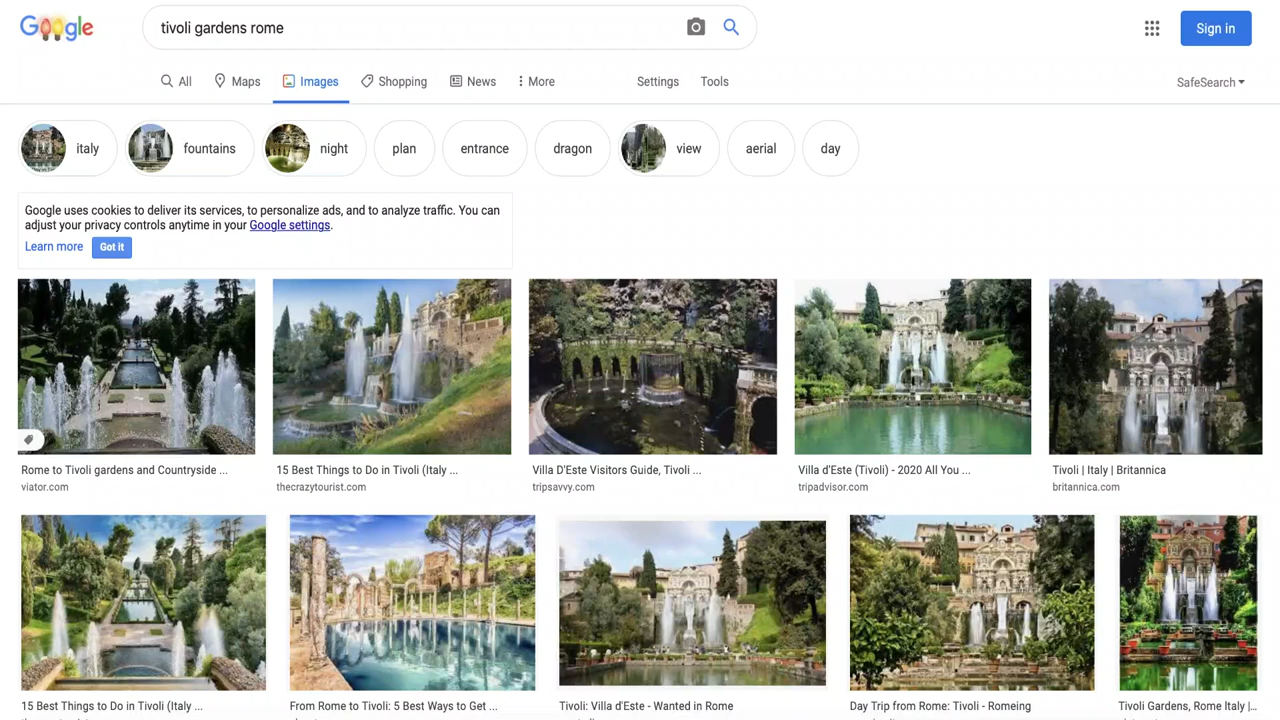 Google
tivoli gardens rome
Sign in
All Maps Images Shopping News More Settings Tools SafeSearch
italy fountains night plan entrance dragon view aerial day
Google uses cookies to deliver its services, to personalize ads, and to analyze traffic. You can
adjust your privacy controls anytime in your Google settings.
Learn more Got it
Rome to Tivoli gardens and Countryside ...
viator.com
15 Best Things to Do in Tivoli (Italy ...
thecrazytourist.com
Villa D'Este Visitors Guide, Tivoli ...
tripsavvy.com
Villa d'Este (Tivoli) - 2020 All You ...
tripadvisor.com
Tivoli | Italy | Britannica
britannica.com
15 Best Things to Do in Tivoli (Italy ...
From Rome to Tivoli: 5 Best Ways to Get ...
Tivoli: Villa d'Este - Wanted in Rome
Day Trip from Rome: Tivoli - Romeing
Tivoli Gardens, Rome Italy |...